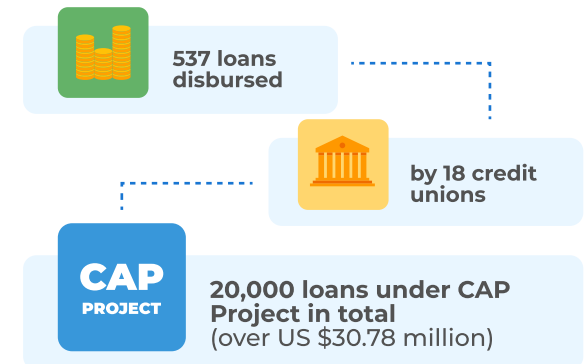 537 loans
disbursed
by 18 credit
unions
CAP
PROJECT
20,000 loans under CAP
Project in total
(over US $30.78 million)